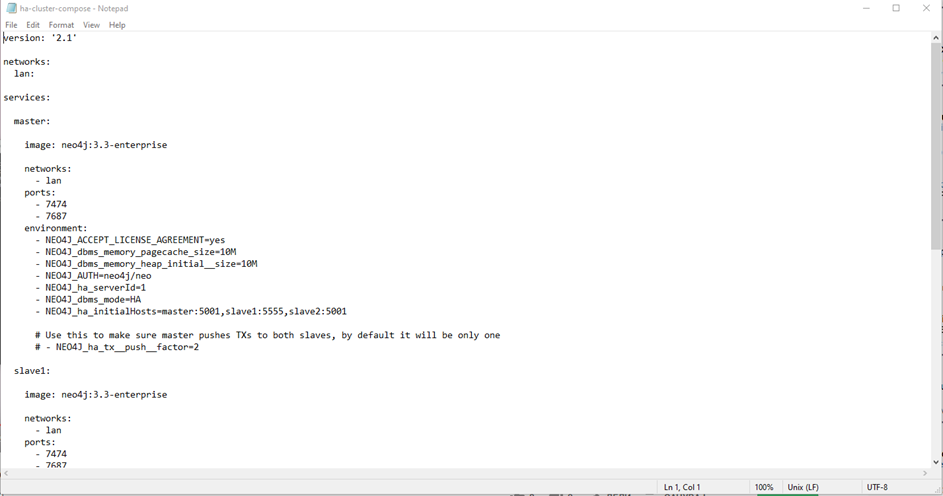 ha-cluster-compose - Notepad
File Edit Format View Help
version: '2.1'
networks:
  lan:
services:
  master:
    image: neo4j:3.3-enterprise
    networks:
      - lan
    ports:
      - 7474
      - 7687
    environment:
      - NEO4J_ACCEPT_LICENSE_AGREEMENT=yes
      - NEO4J_dbms_memory_pagecache_size=10M
      - NEO4J_dbms_memory_heap_initial__size=10M
      - NEO4J_AUTH=neo4j/neo
      - NEO4J_ha_serverId=1
      - NEO4J_dbms_mode=HA
      - NEO4J_ha_initialHosts=master:5001,slave1:5555,slave2:5001
      # Use this to make sure master pushes TXs to both slaves, by default it will be only one
      # - NEO4J_ha_tx__push__factor=2
  slave1:
    image: neo4j:3.3-enterprise
    networks:
      - lan
    ports:
      - 7474
      - 7687
Ln 1, Col 1 100% Unix (LF) UTF-8